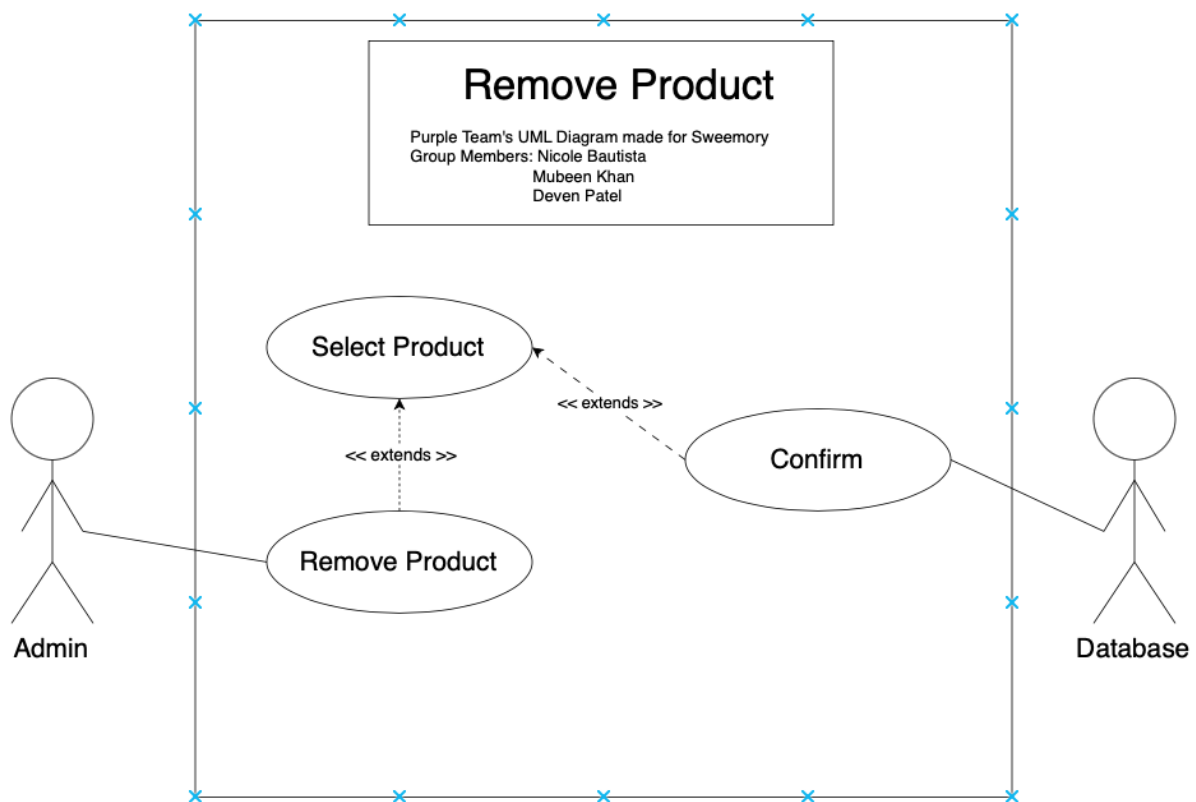 Remove Product
Purple Team's UML Diagram made for Sweemory
Group Members: Nicole Bautista
Mubeen Khan
Deven Patel
Select Product
<< extends >>
<< extends >>
Confirm
Remove Product
Admin
Database